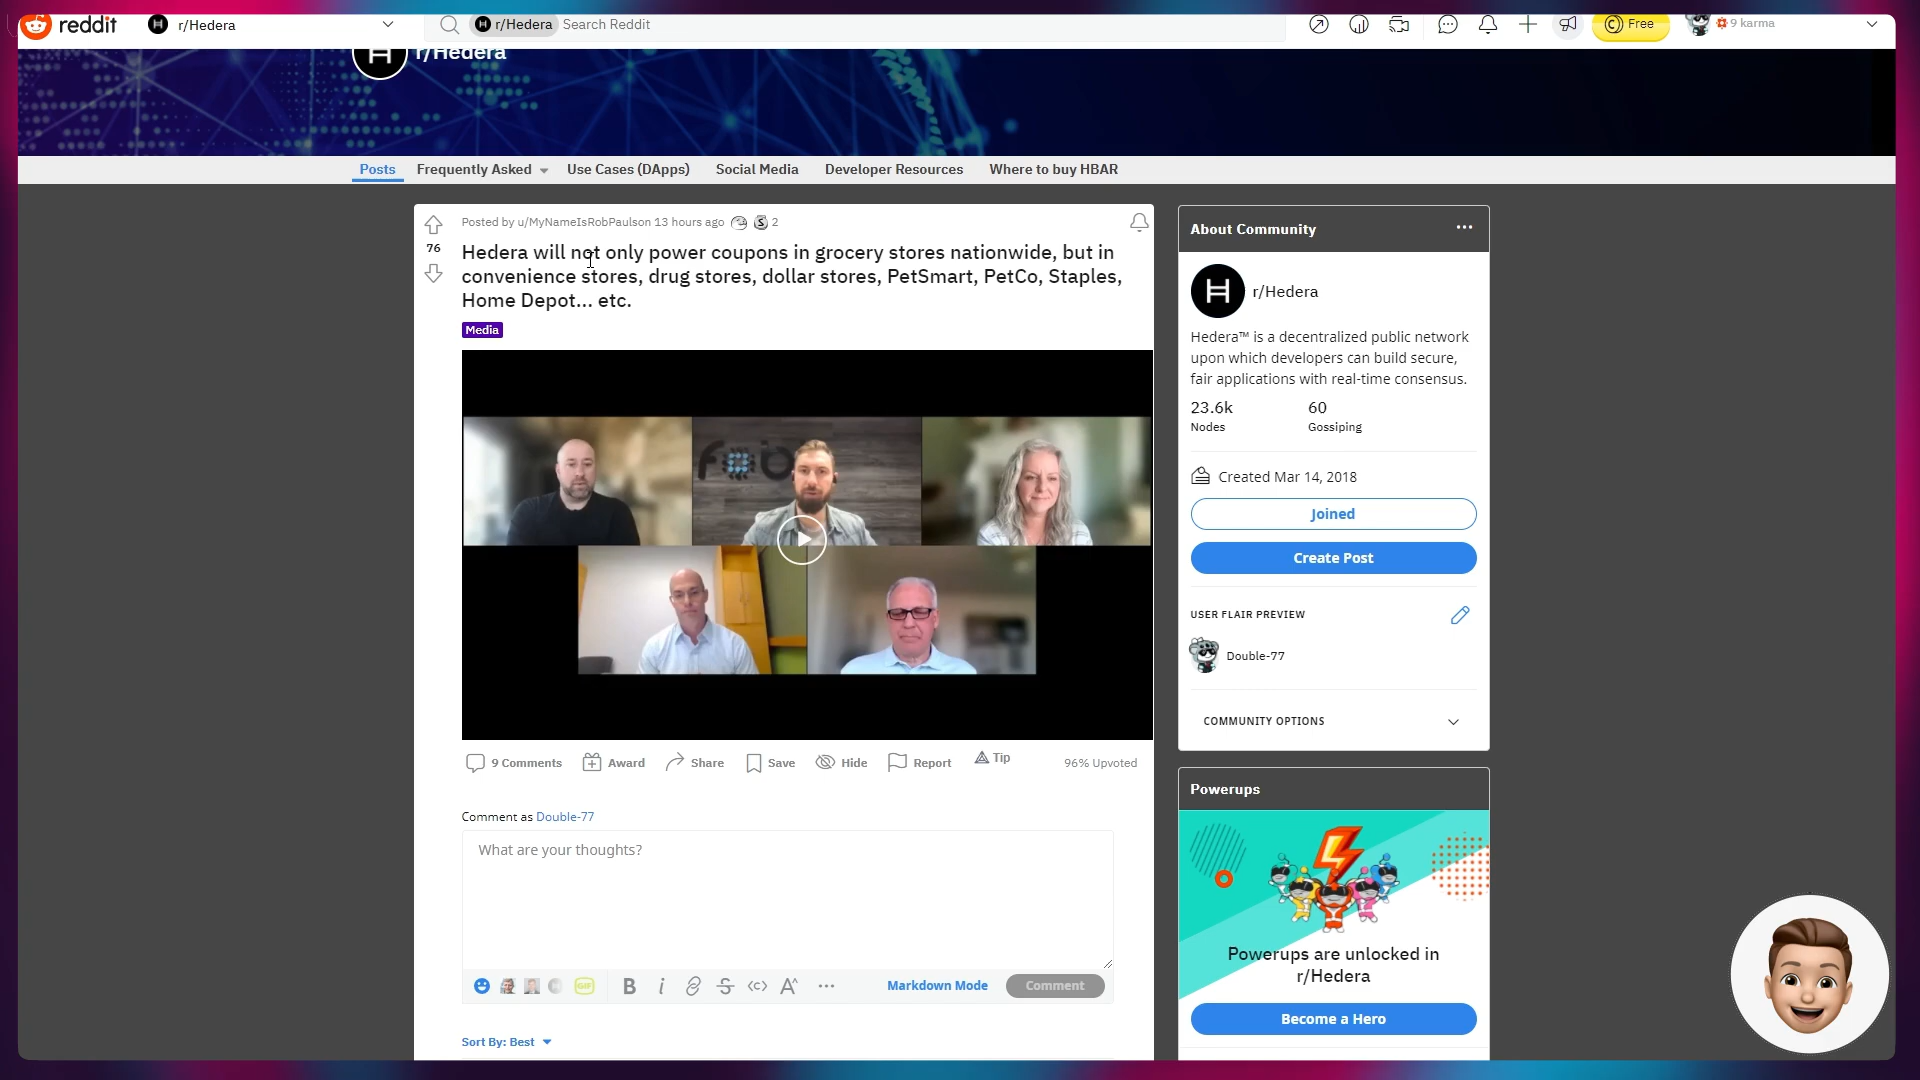 reddit
r/Hedera
r/Hedera
Search Reddit
Free
9 karma
r/Hedera
Posts
Frequently Asked
Use Cases (DApps)
Social Media
Developer Resources
Where to buy HBAR
Posted by u/MyNameIsRobPaulson 13 hours ago
2
76
Hedera will not only power coupons in grocery stores nationwide, but in
convenience stores, drug stores, dollar stores, PetSmart, PetCo, Staples,
Home Depot... etc.
Media
9 Comments
Award
Share
Save
Hide
Report
Tip
96% Upvoted
Comment as Double-77
What are your thoughts?
GIF
Markdown Mode
Comment
Sort By: Best
About Community
r/Hedera
Hedera™ is a decentralized public network
upon which developers can build secure,
fair applications with real-time consensus.
23.6k
60
Nodes
Gossiping
Created Mar 14, 2018
Joined
Create Post
USER FLAIR PREVIEW
Double-77
COMMUNITY OPTIONS
Powerups
Powerups are unlocked in
r/Hedera
Become a Hero